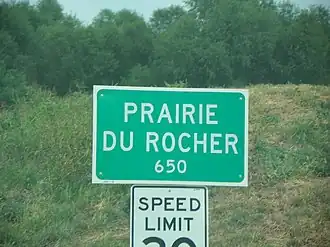 PRAIRIE
DU ROCHER
650
SPEED
LIMIT